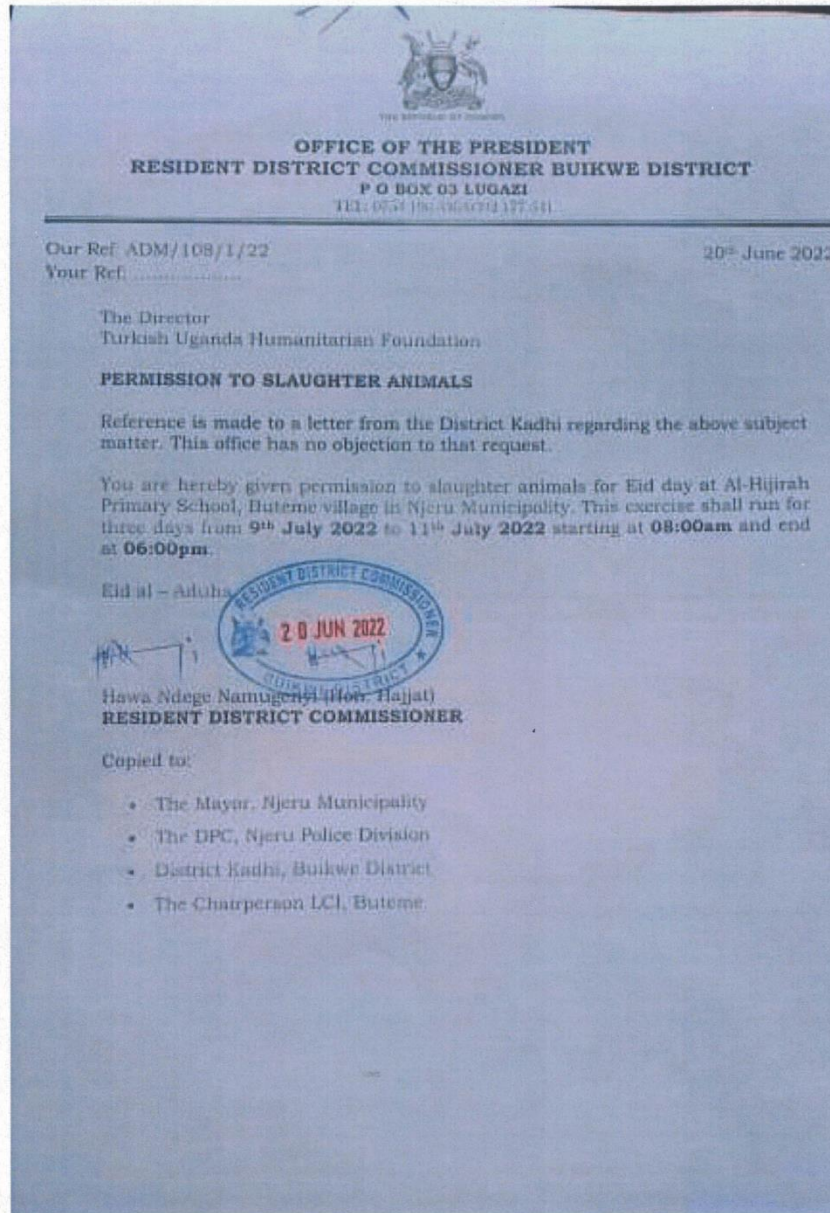 OFFICE OF THE PRESIDENT
RESIDENT DISTRICT COMMISSIONER BUIKWE DISTRICT
P O BOX 03 LUGAZI
TEL:
Our Ref: ADM/108/1/22
20th June 2022
Your Ref: ...................
The Director
Turkish Uganda Humanitarian Foundation
PERMISSION TO SLAUGHTER ANIMALS
Reference is made to a letter from the District Kadhi regarding the above subject
matter. This office has no objection to that request.
You are hereby given permission to slaughter animals for Eid day at Al-Hijirah
Primary School, Buteme village in Njeru Municipality. This exercise shall run for
three days from 9th July 2022 to 11th July 2022 starting at 08:00am and end
at 06:00pm.
Eid al – Aduha
RESIDENT DISTRICT COMMISSIONER
20 JUN 2022
BUIKWE DISTRICT
Hawa Ndege Namugenyi (Hon. Hajjat)
RESIDENT DISTRICT COMMISSIONER
Copied to:
• The Mayor, Njeru Municipality
• The DPC, Njeru Police Division
• District Kadhi, Buikwe District
• The Chairperson LCI, Buteme